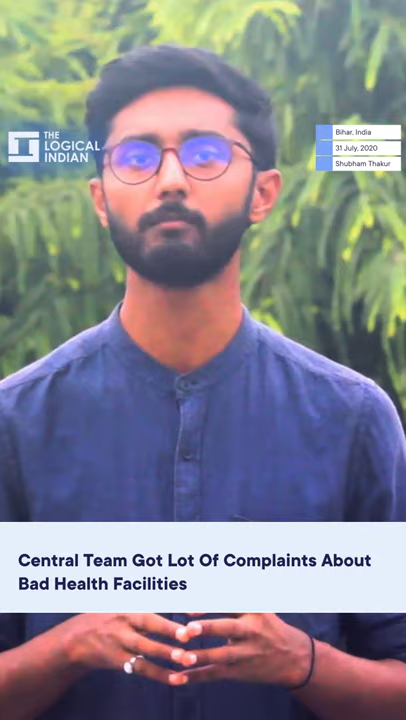 THE
LOGICAL
INDIAN
Bihar, India
31 July, 2020
Shubham Thakur
Central Team Got Lot Of Complaints About
Bad Health Facilities